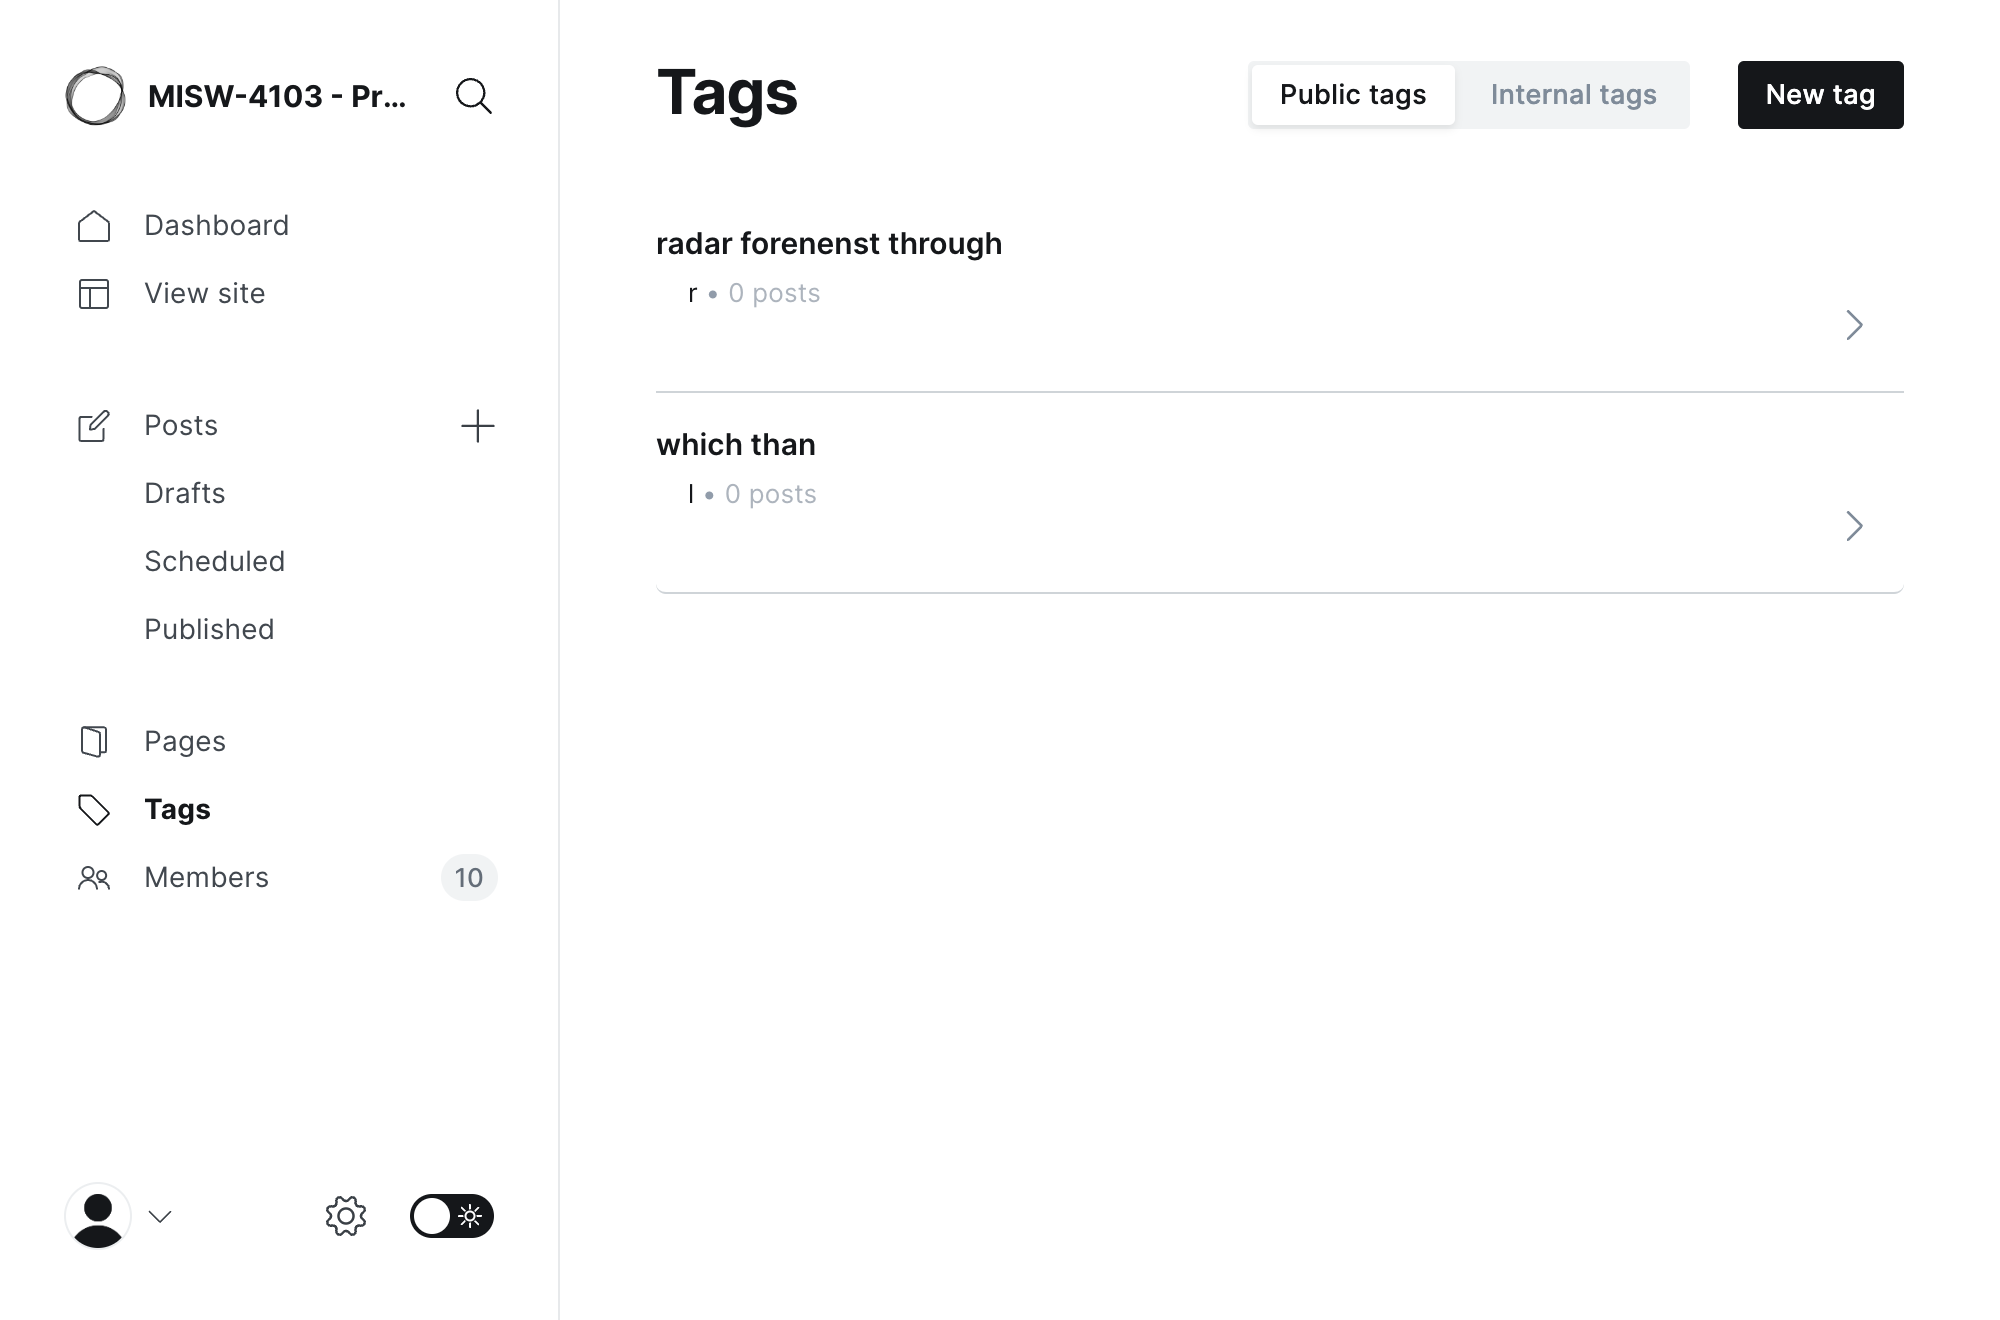 MISW-4103 - Pr...
Dashboard
View site
Posts
Drafts
Scheduled
Published
Pages
Tags
Members 10
Tags
Public tags Internal tags New tag
radar forenenst through
r • 0 posts
which than
l • 0 posts